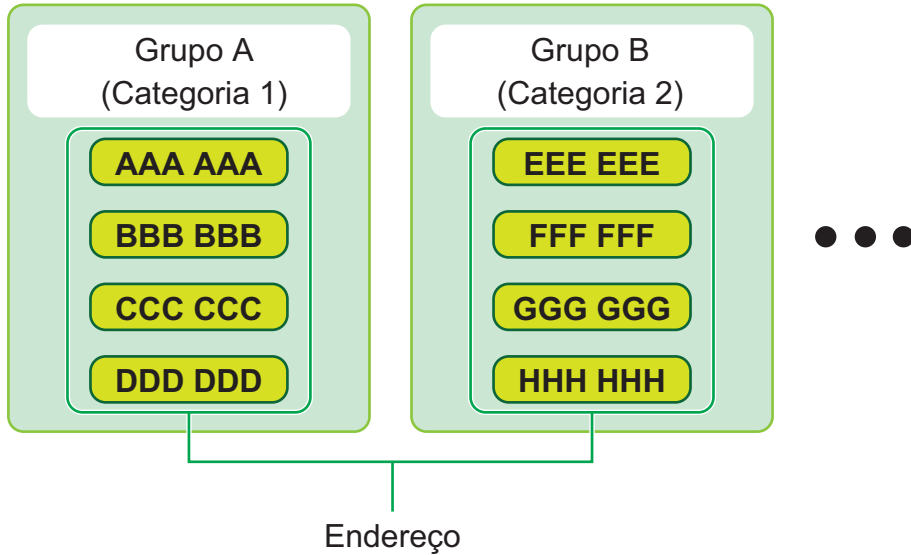 Grupo A
(Categoria 1)
AAA AAA
BBB BBB
CCC CCC
DDD DDD
Grupo B
(Categoria 2)
EEE EEE
FFF FFF
GGG GGG
HHH HHH
Endereço